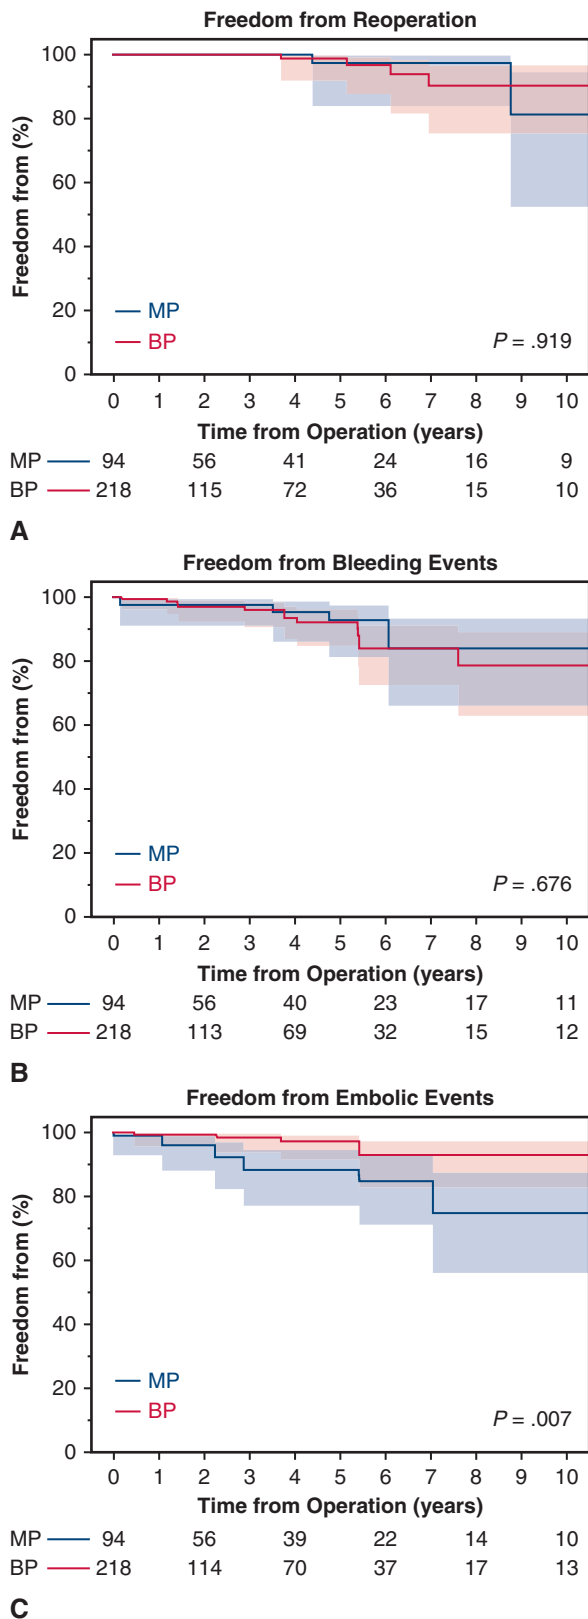 Freedom from Reoperation
Freedom from (%)
100
80
60
40
20
0
MP
BP
P = .919
0 1 2 3 4 5 6 7 8 9 10
Time from Operation (years)
MP 94 56 41 24 16 9
BP 218 115 72 36 15 10
A
Freedom from Bleeding Events
Freedom from (%)
100
80
60
40
20
0
MP
BP
P = .676
0 1 2 3 4 5 6 7 8 9 10
Time from Operation (years)
MP 94 56 40 23 17 11
BP 218 113 69 32 15 12
B
Freedom from Embolic Events
Freedom from (%)
100
80
60
40
20
0
MP
BP
P = .007
0 1 2 3 4 5 6 7 8 9 10
Time from Operation (years)
MP 94 56 39 22 14 10
BP 218 114 70 37 17 13
C